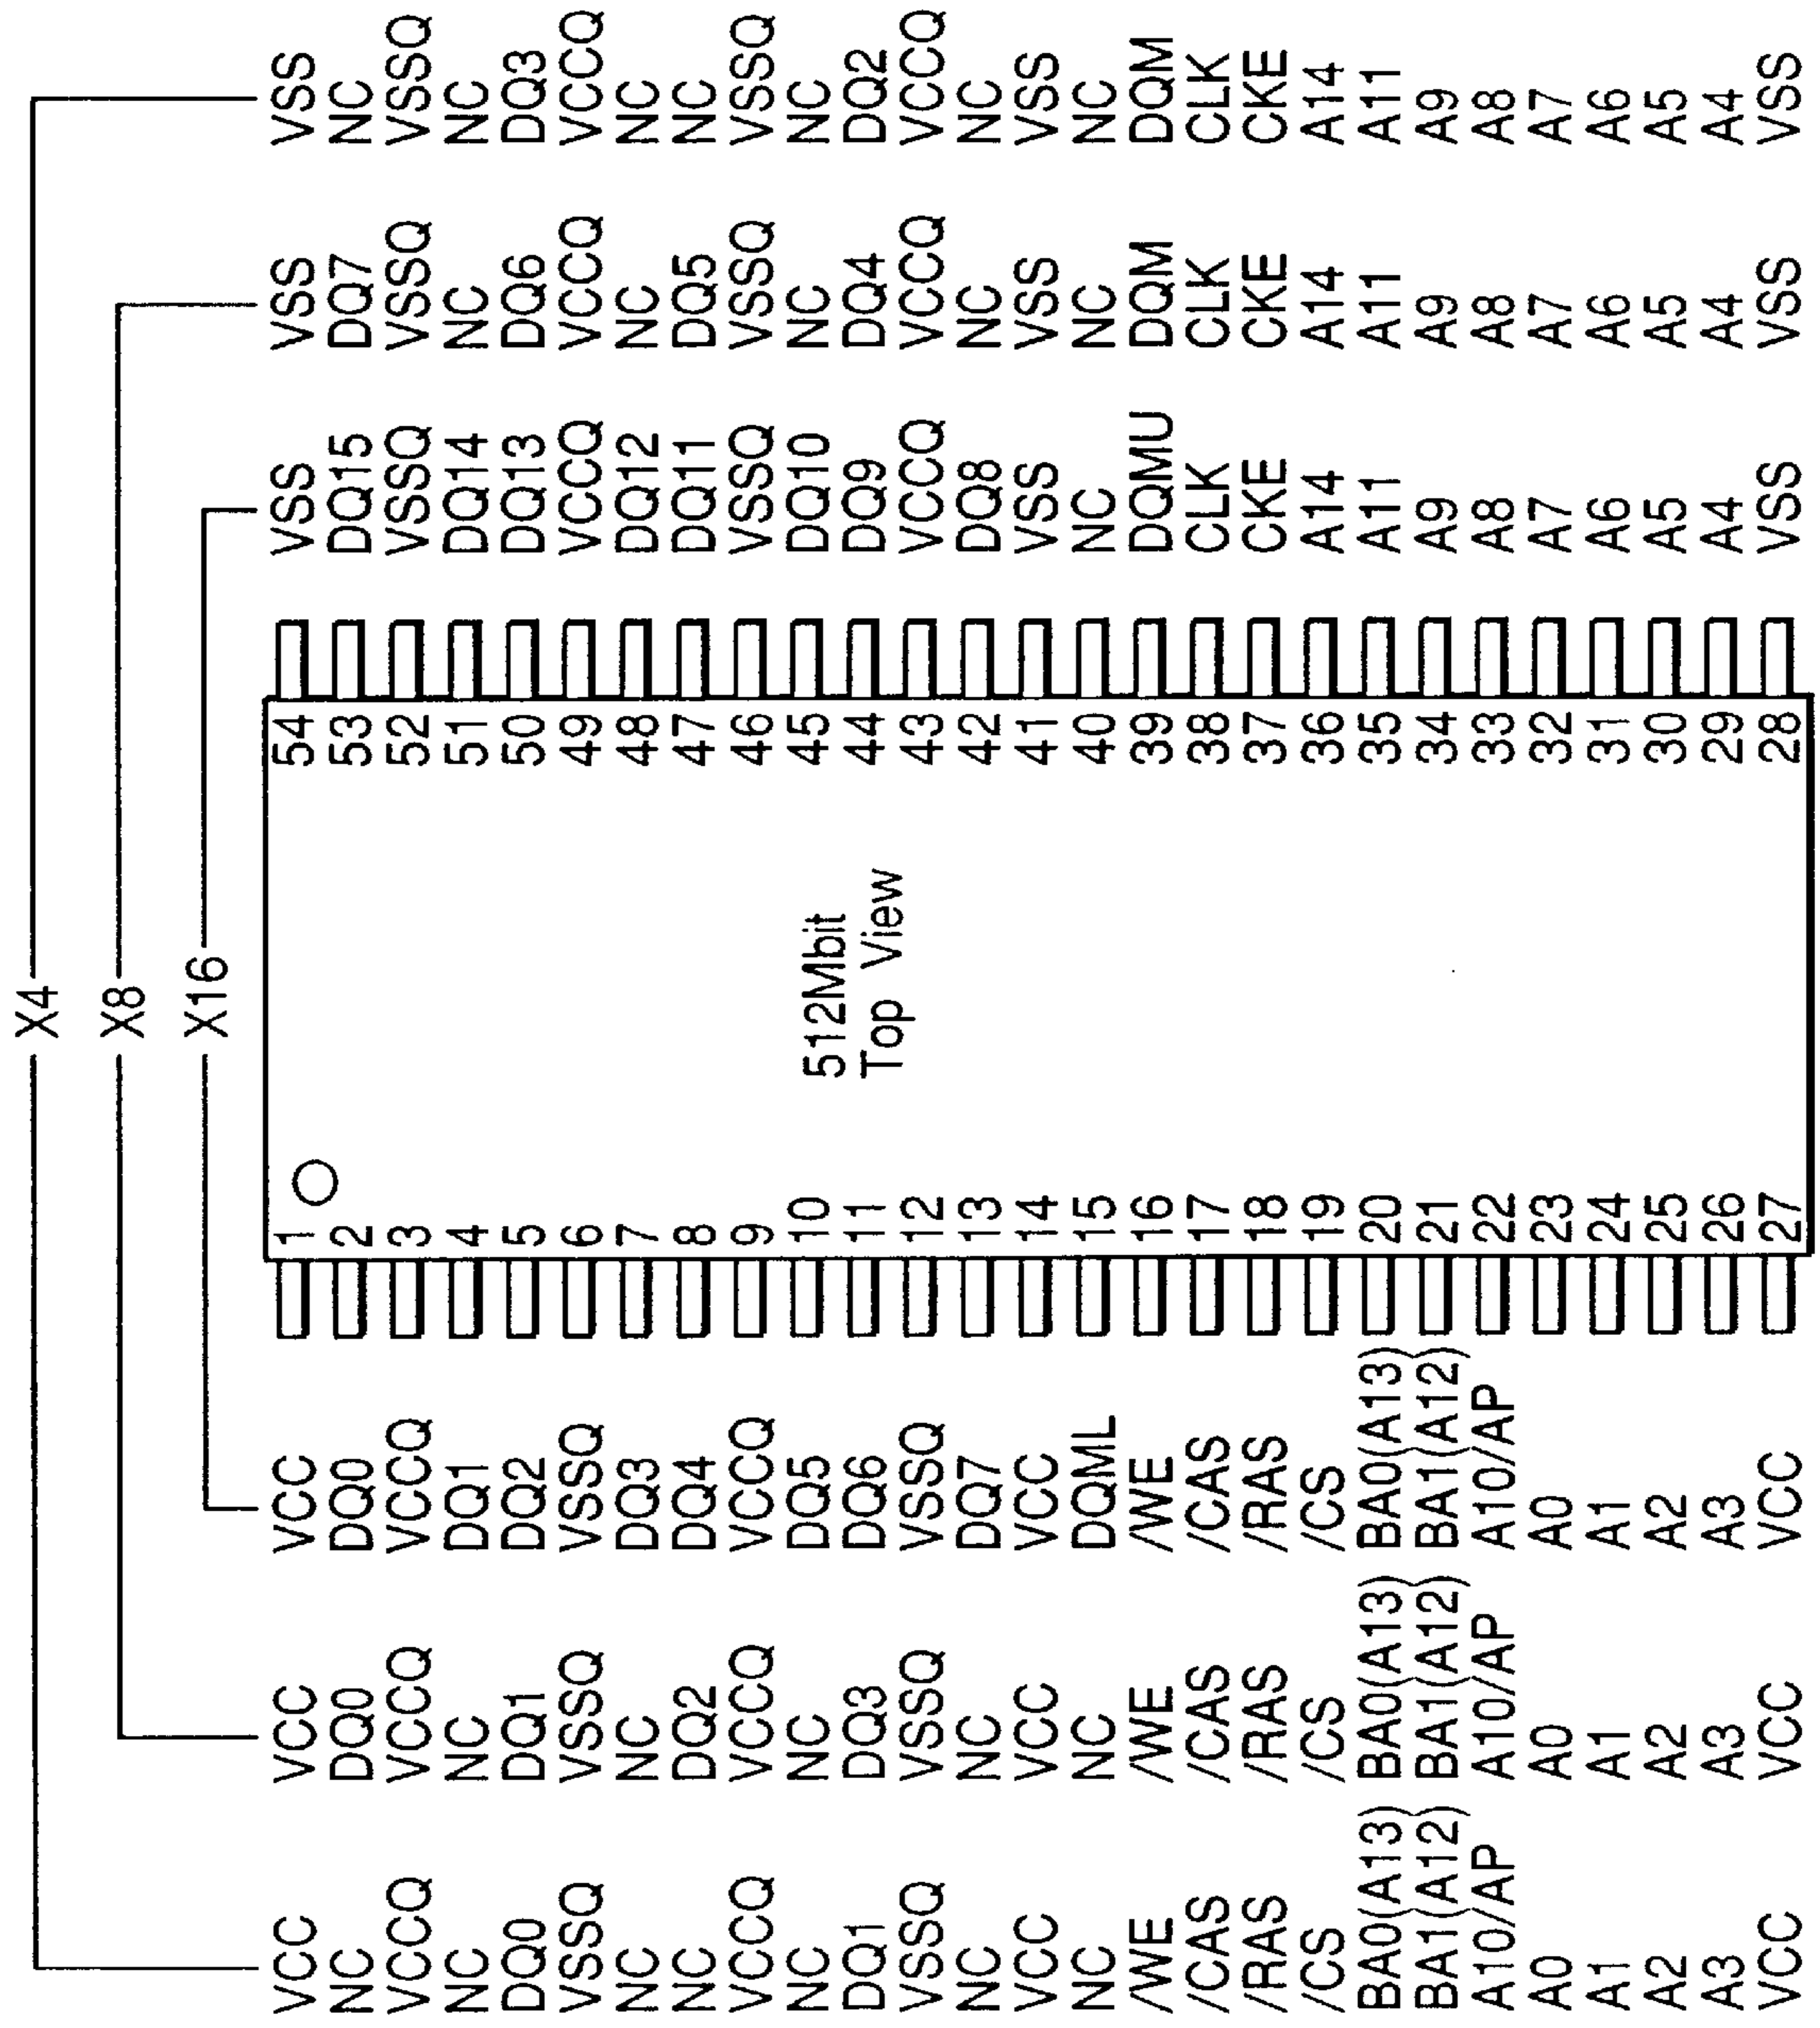 X4
X8
X16
VCC VCC VCC 1 54 VSS VSS VSS
NC DQ0 DQ0 2 53 DQ15 DQ7 NC
VCCQ VCCQ VCCQ 3 52 VSSQ VSSQ VSSQ
NC NC DQ1 4 51 DQ14 NC NC
DQ0 DQ1 DQ2 5 50 DQ13 DQ6 DQ3
VSSQ VSSQ VSSQ 6 49 VCCQ VCCQ VCCQ
NC NC DQ3 7 48 DQ12 NC NC
NC DQ2 DQ4 8 47 DQ11 DQ5 NC
VCCQ VCCQ VCCQ 9 46 VSSQ VSSQ VSSQ
NC NC DQ5 10 512Mbit 45 DQ10 NC NC
DQ1 DQ3 DQ6 11 Top View 44 DQ9 DQ4 DQ2
VSSQ VSSQ VSSQ 12 43 VCCQ VCCQ VCCQ
NC NC DQ7 13 42 DQ8 NC NC
VCC VCC VCC 14 41 VSS VSS VSS
NC NC DQML 15 40 NC NC NC
/WE /WE /WE 16 39 DQMU DQM DQM
/CAS /CAS /CAS 17 38 CLK CLK CLK
/RAS /RAS /RAS 18 37 CKE CKE CKE
/CS /CS /CS 19 36 A14 A14 A14
BA0(A13) BA0(A13) BA0(A13) 20 35 A11 A11 A11
BA1(A12) BA1(A12) BA1(A12) 21 34 A9 A9 A9
A10/AP A10/AP A10/AP 22 33 A8 A8 A8
A0 A0 A0 23 32 A7 A7 A7
A1 A1 A1 24 31 A6 A6 A6
A2 A2 A2 25 30 A5 A5 A5
A3 A3 A3 26 29 A4 A4 A4
VCC VCC VCC 27 28 VSS VSS VSS